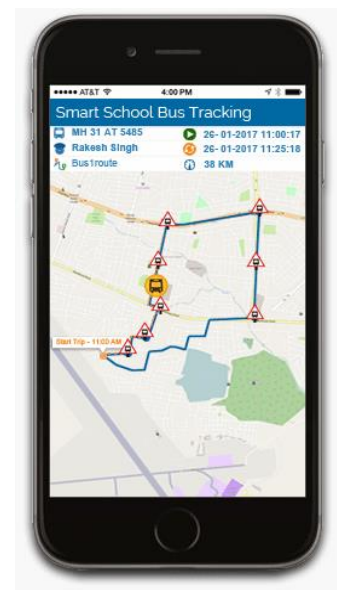 AT&T 4:00 PM
Smart School Bus Tracking
MH 31 AT 5485 26- 01-2017 11:00:17
Rakesh Singh 26- 01-2017 11:25:18
Bus1route 38 KM
Start Trip - 11:00 AM